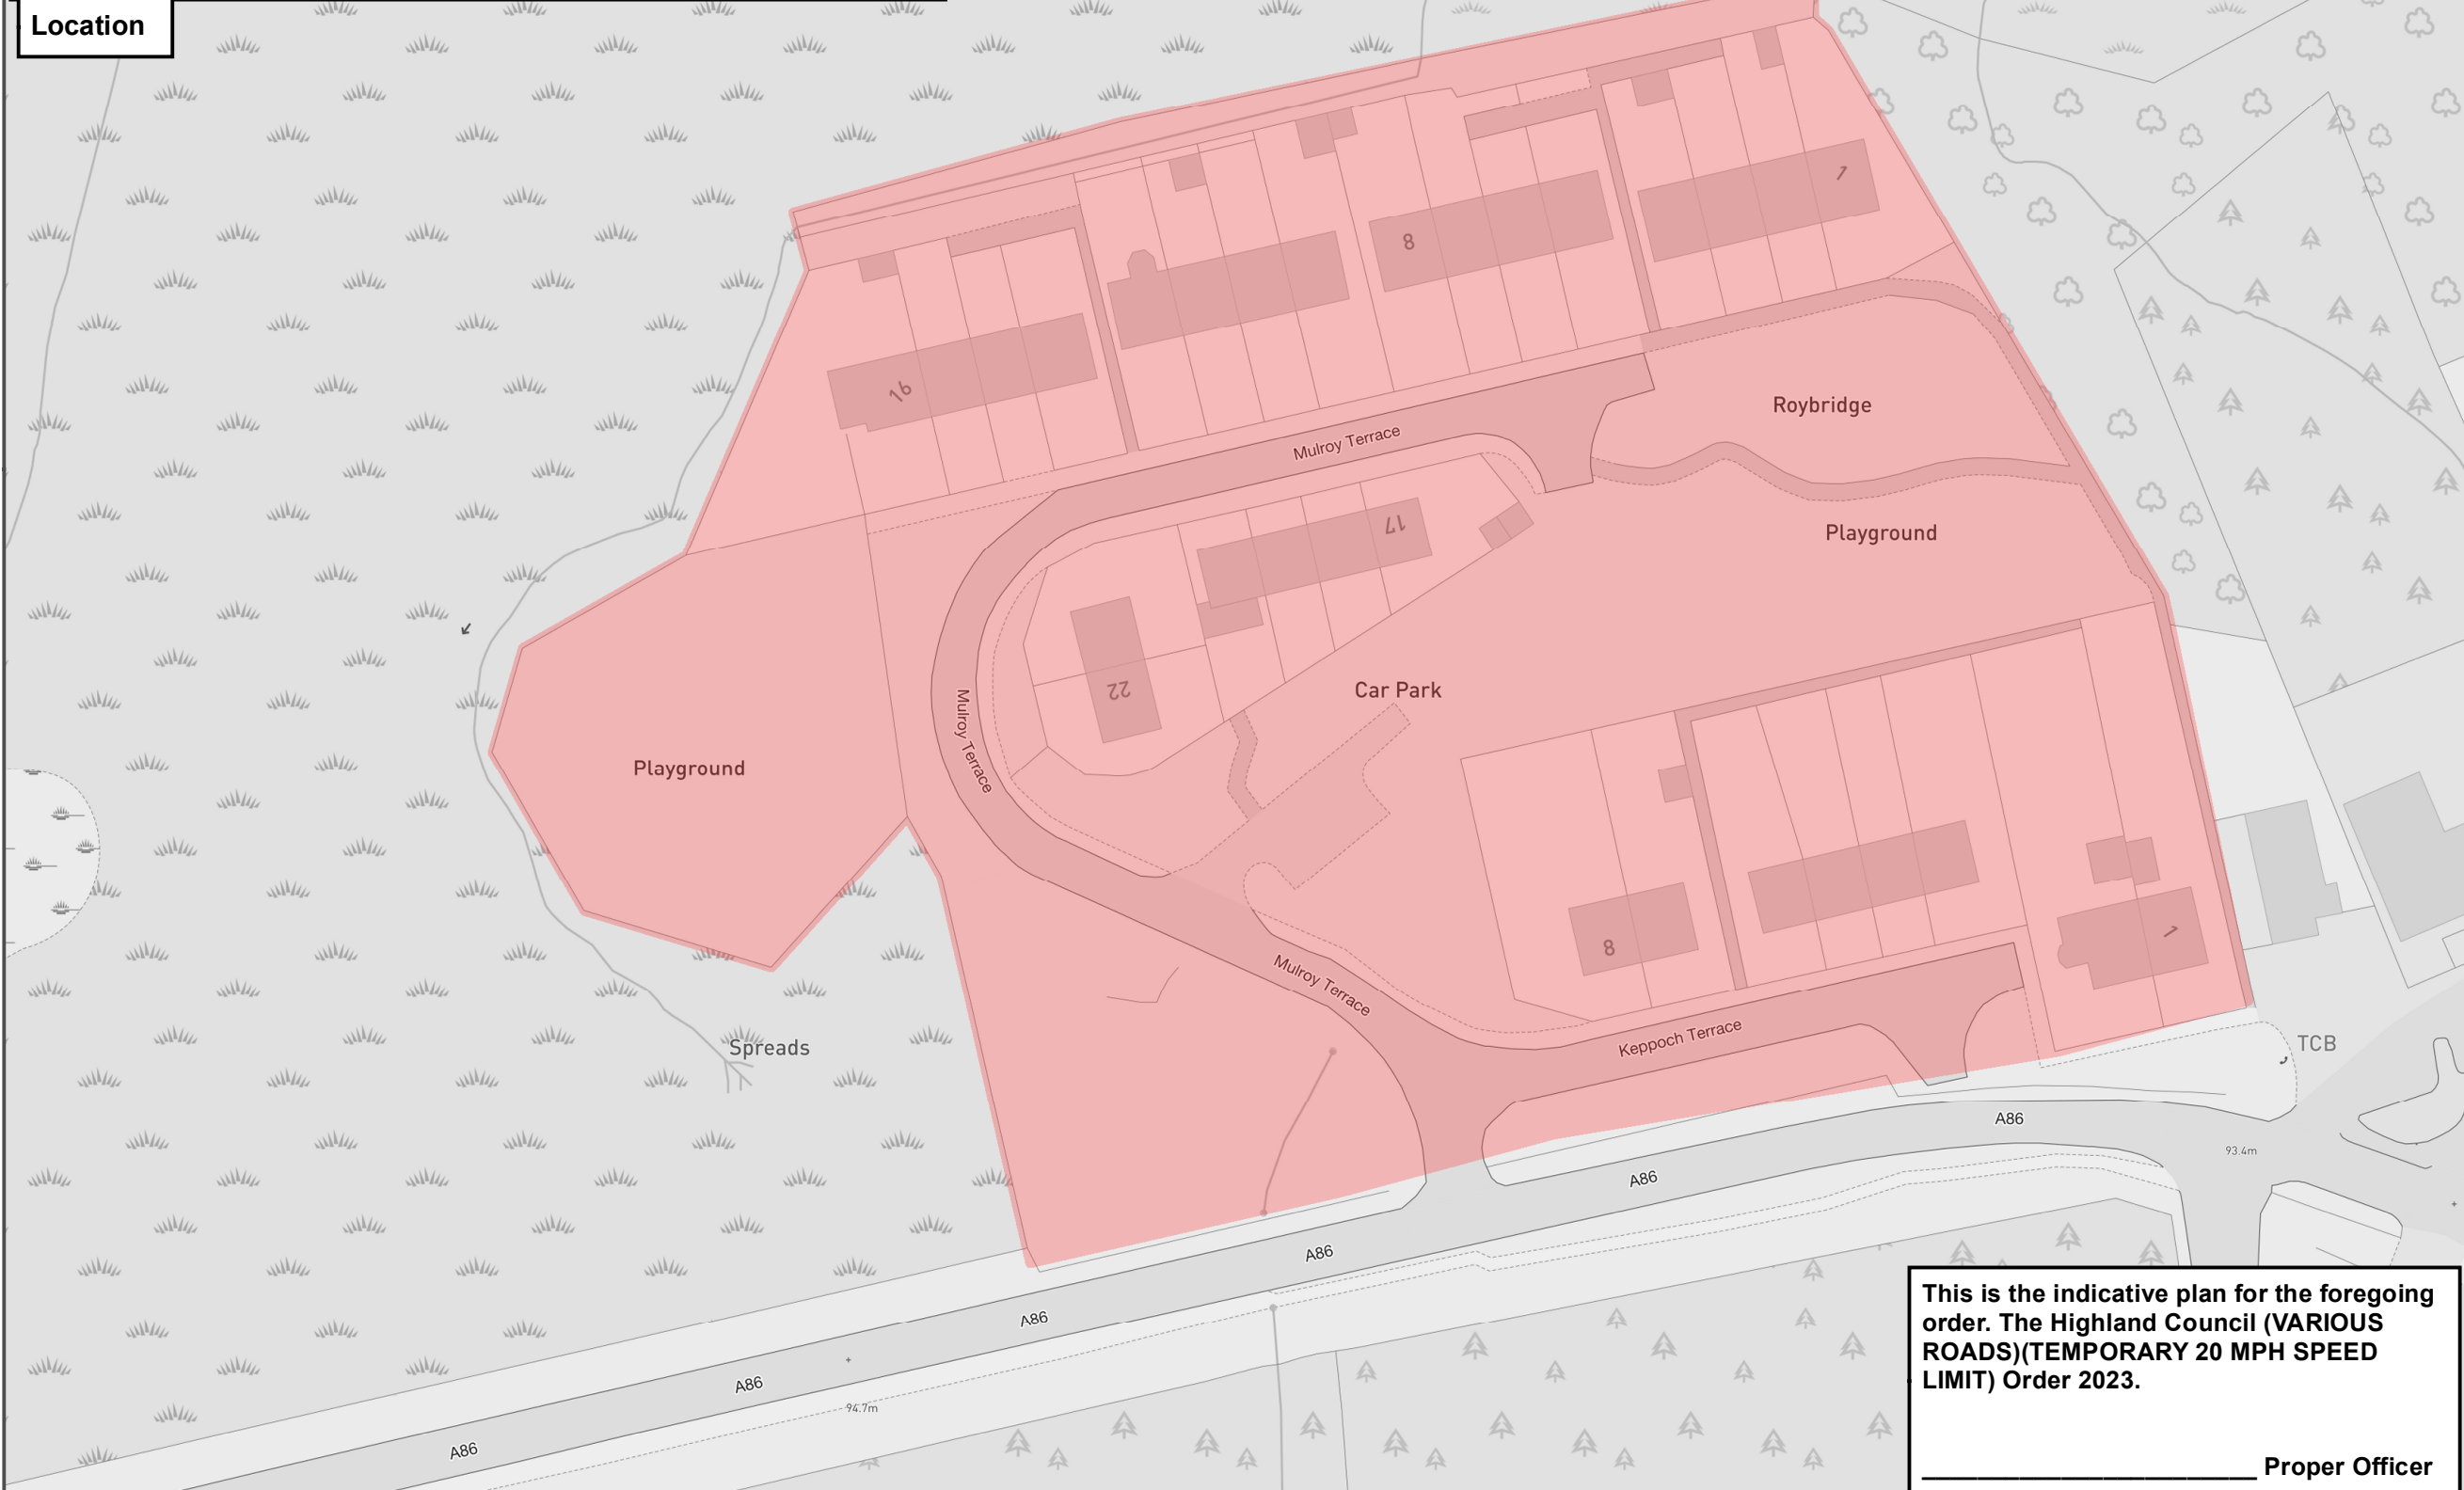 Location
1
8
16
Mulroy Terrace
Roybridge
17
Playground
22
Car Park
Mulroy Terrace
Playground
8
1
Mulroy Terrace
Keppoch Terrace
Spreads
TCB
A86
93.4m
A86
A86
A86
A86
94.7m
A86
This is the indicative plan for the foregoing
order. The Highland Council (VARIOUS
ROADS)(TEMPORARY 20 MPH SPEED
LIMIT) Order 2023.
________________________ Proper Officer